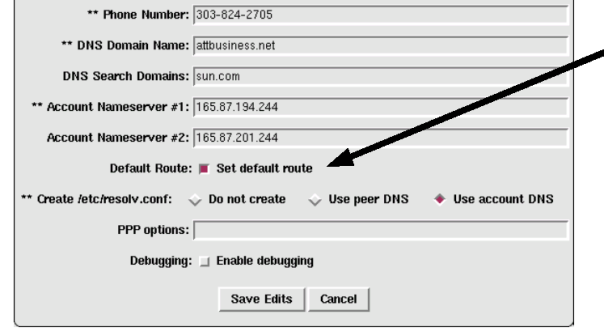 ** Phone Number: 303-824-2705
** DNS Domain Name: attbusiness.net
DNS Search Domains: sun.com
** Account Nameserver #1: 165.87.194.244
Account Nameserver #2: 165.87.201.244
Default Route: Set default route
** Create /etc/resolv.conf: Do not create Use peer DNS Use account DNS
PPP options:
Debugging: Enable debugging
Save Edits Cancel